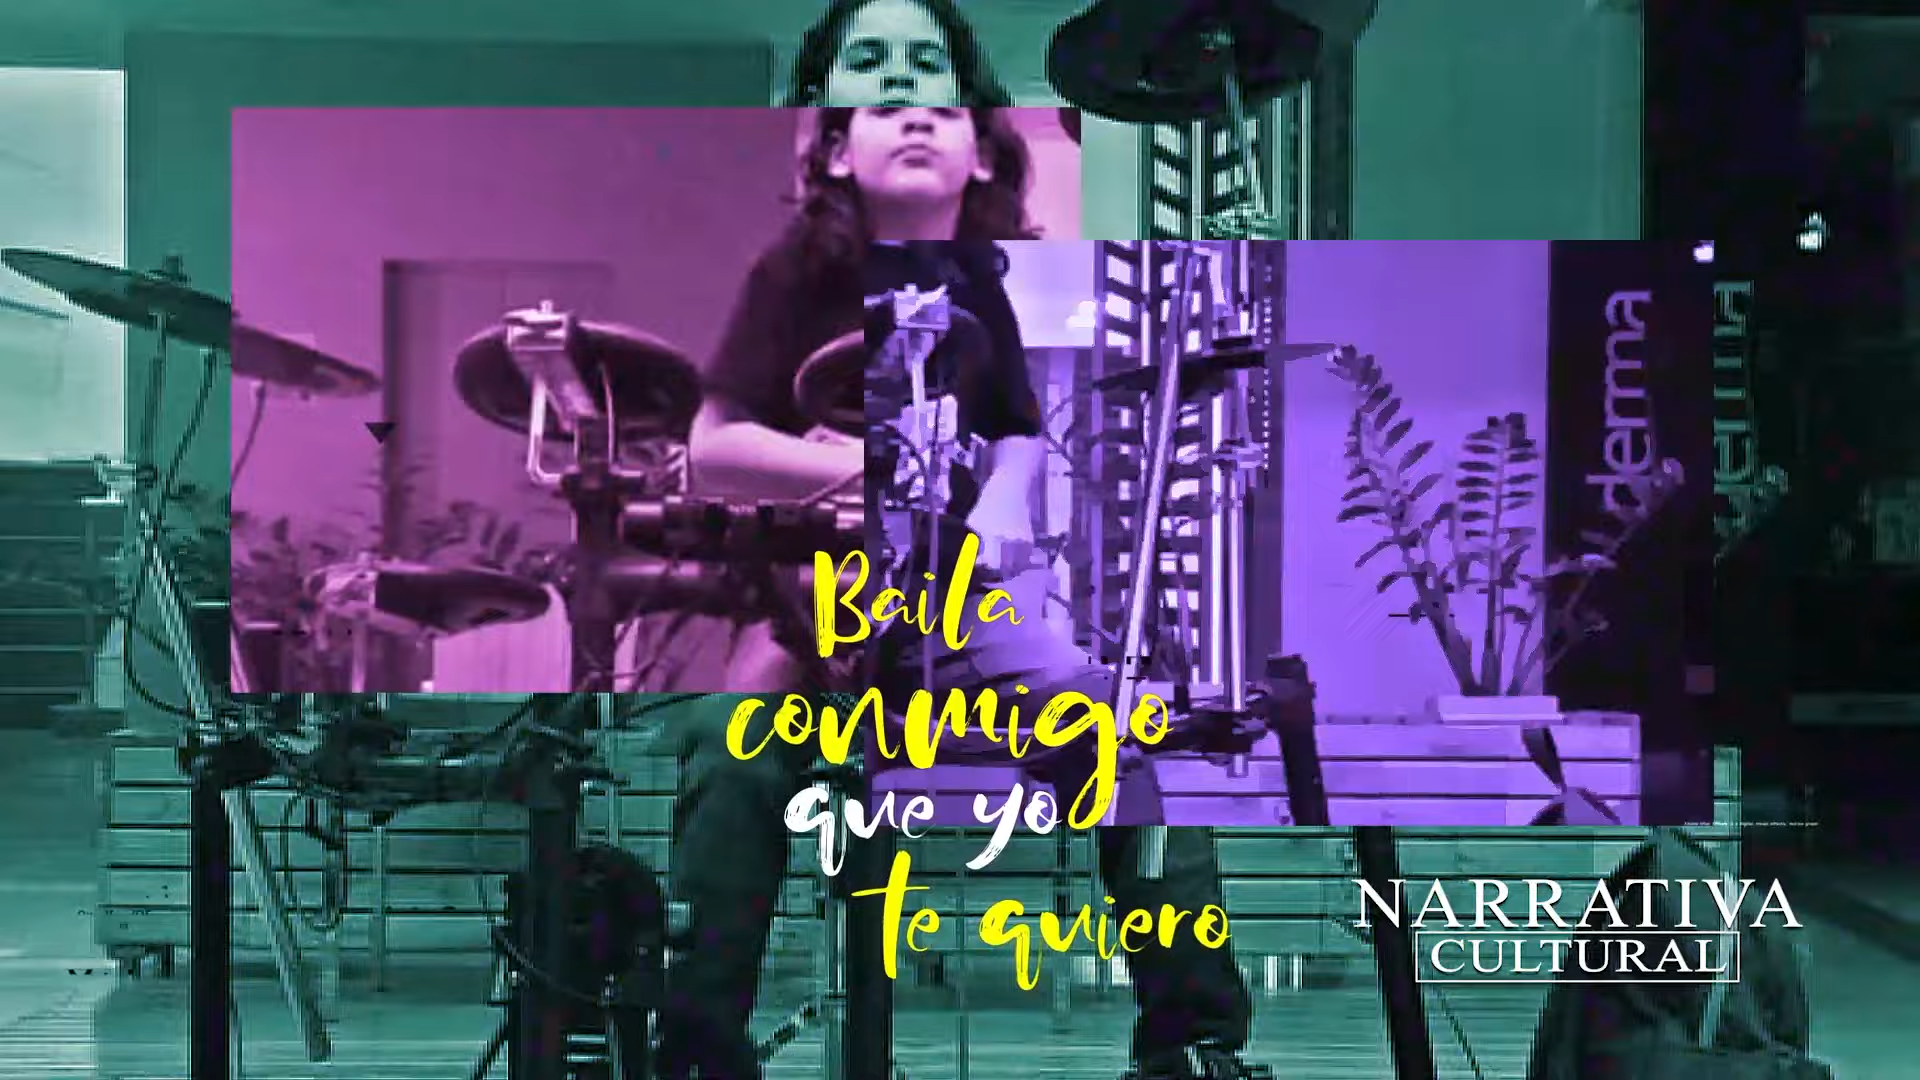 Baila
conmigo
que yo
te quiero
NARRATIVA
CULTURAL
derma